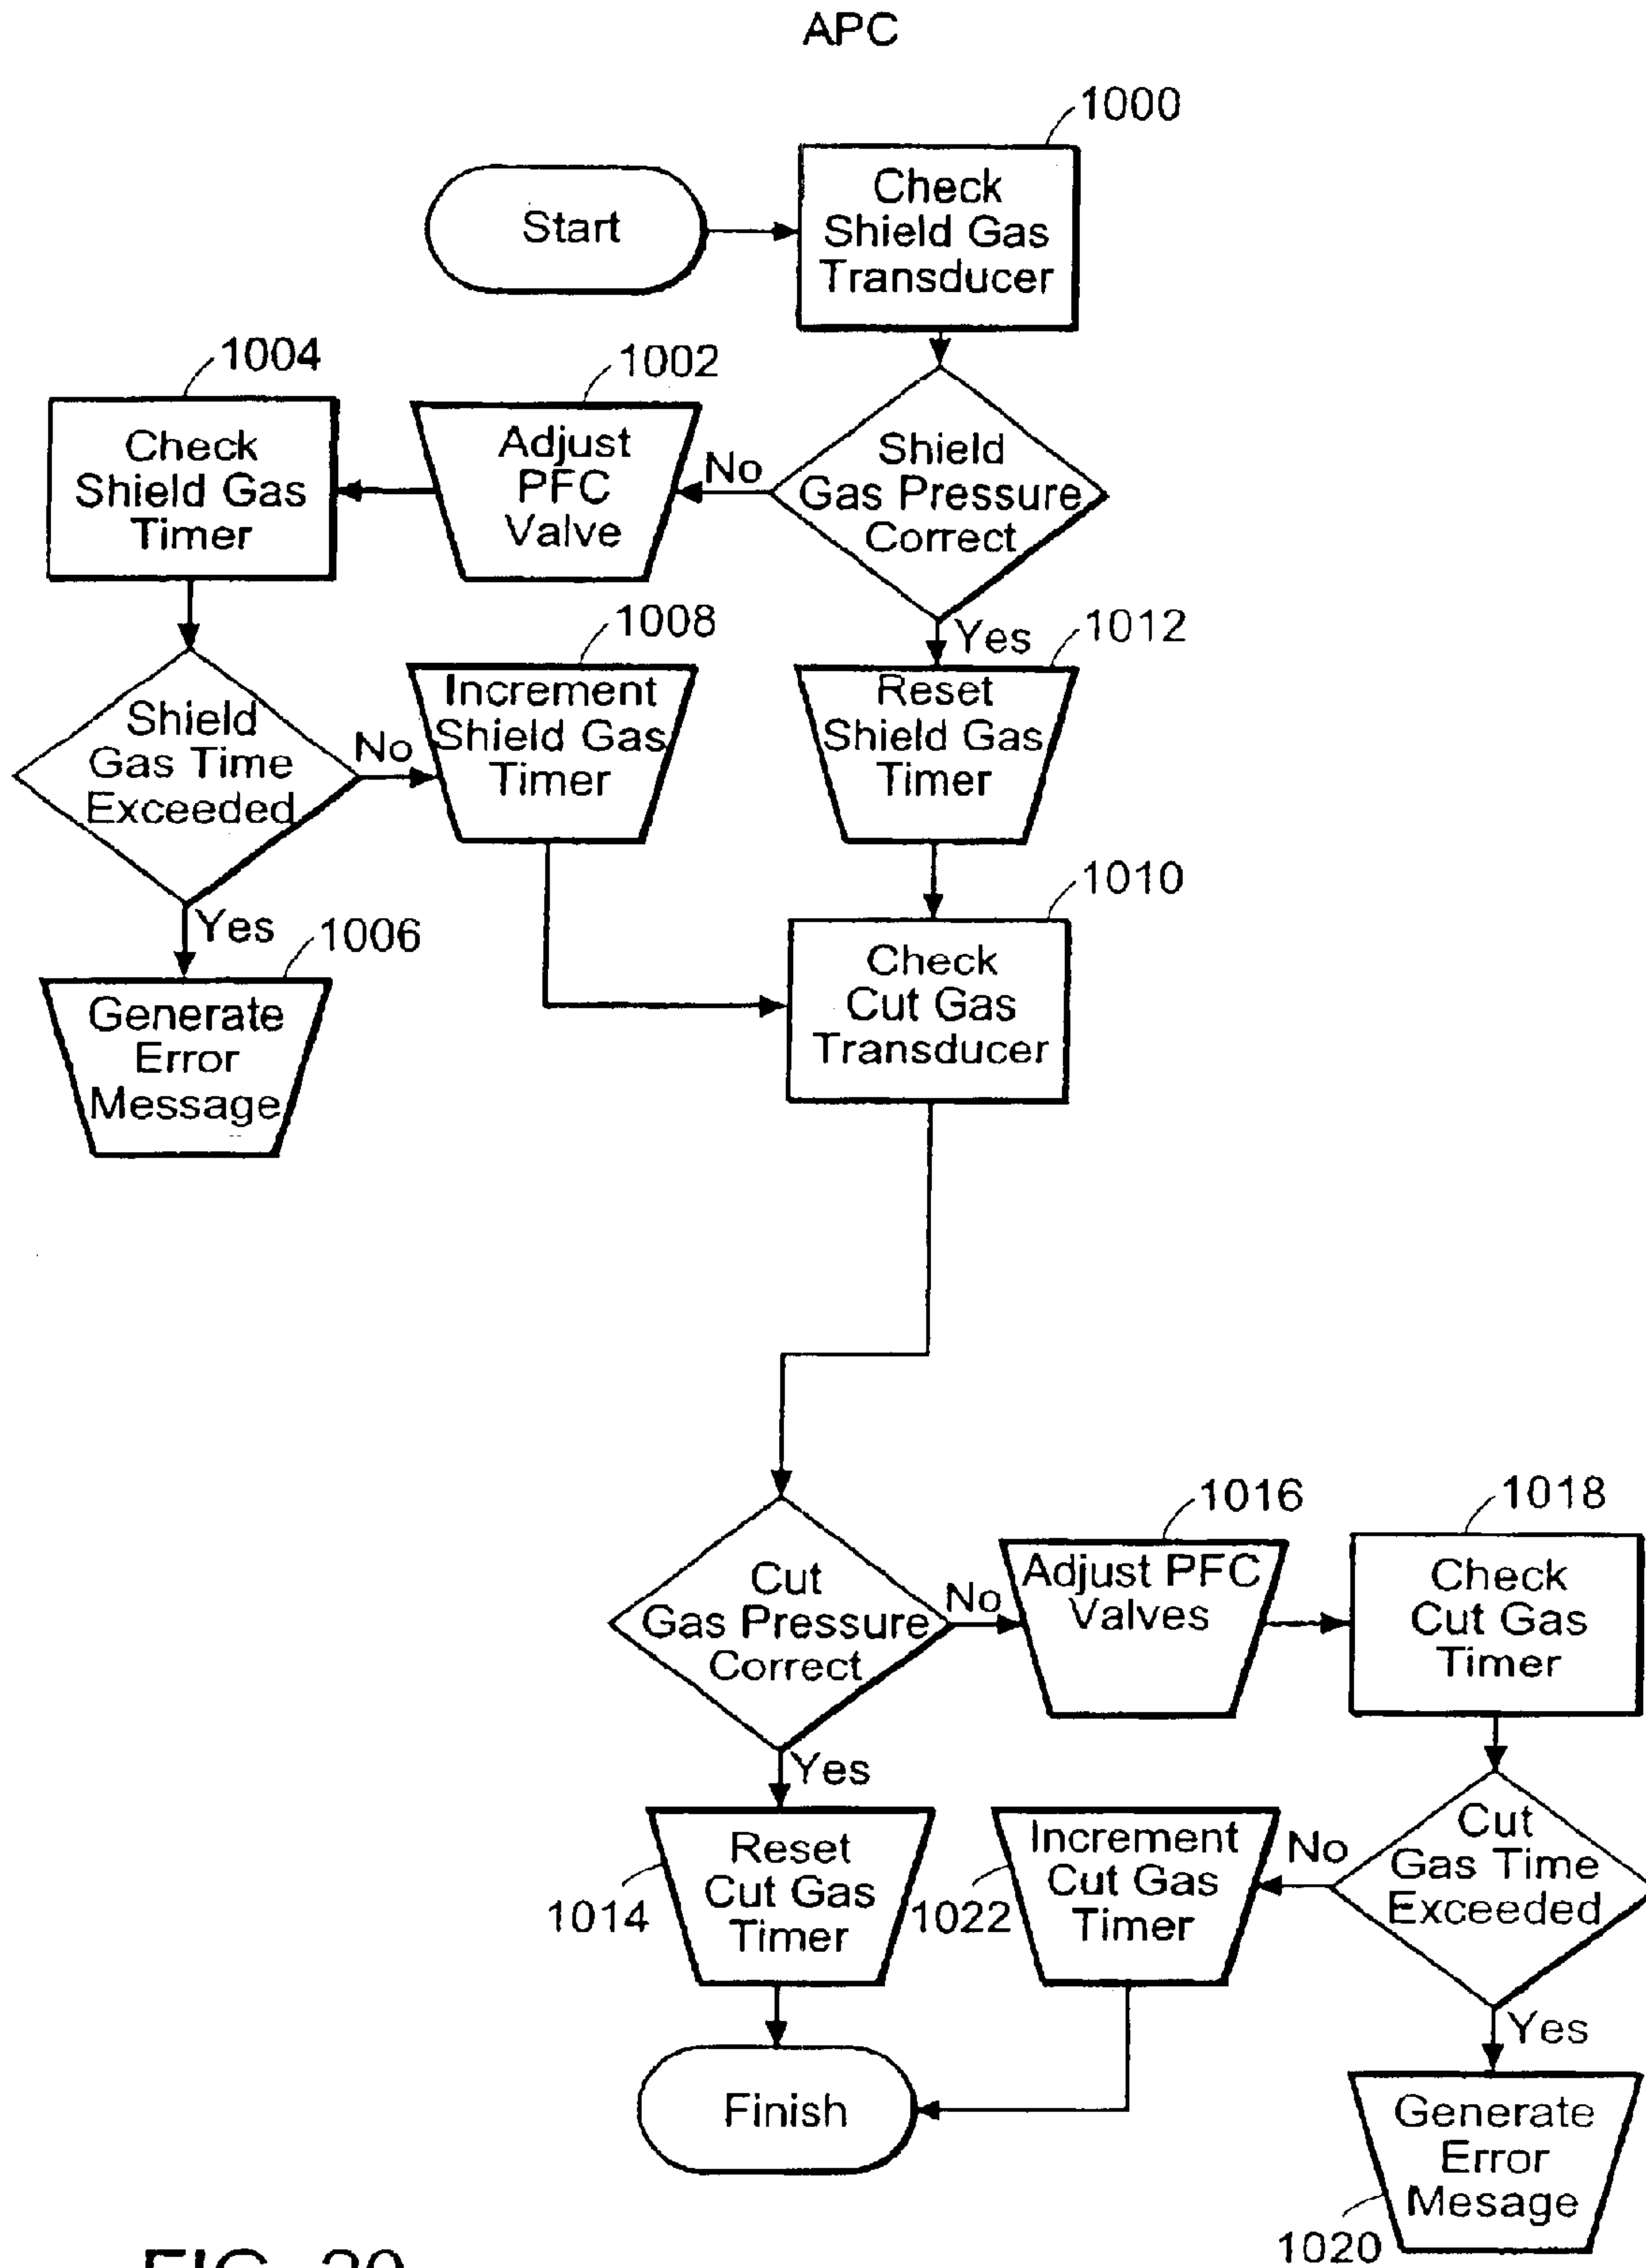 APC
1000
Start
Check
Shield Gas
Transducer
1004
1002
Check
Shield Gas
Timer
Adjust
PFC
Valve
No
Shield
Gas Pressure
Correct
1008
Yes
1012
Shield
Gas Time
Exceeded
No
Increment
Shield Gas
Timer
Reset
Shield Gas
Timer
Yes
1006
1010
Generate
Error
Message
Check
Cut Gas
Transducer
1016
1018
Cut
Gas Pressure
Correct
No
Adjust PFC
Valves
Check
Cut Gas
Timer
Yes
Reset
Cut Gas
Timer
1014
Increment
Cut Gas
Timer
1022
No
Cut
Gas Time
Exceeded
Yes
Finish
Generate
Error
Mesage
1020